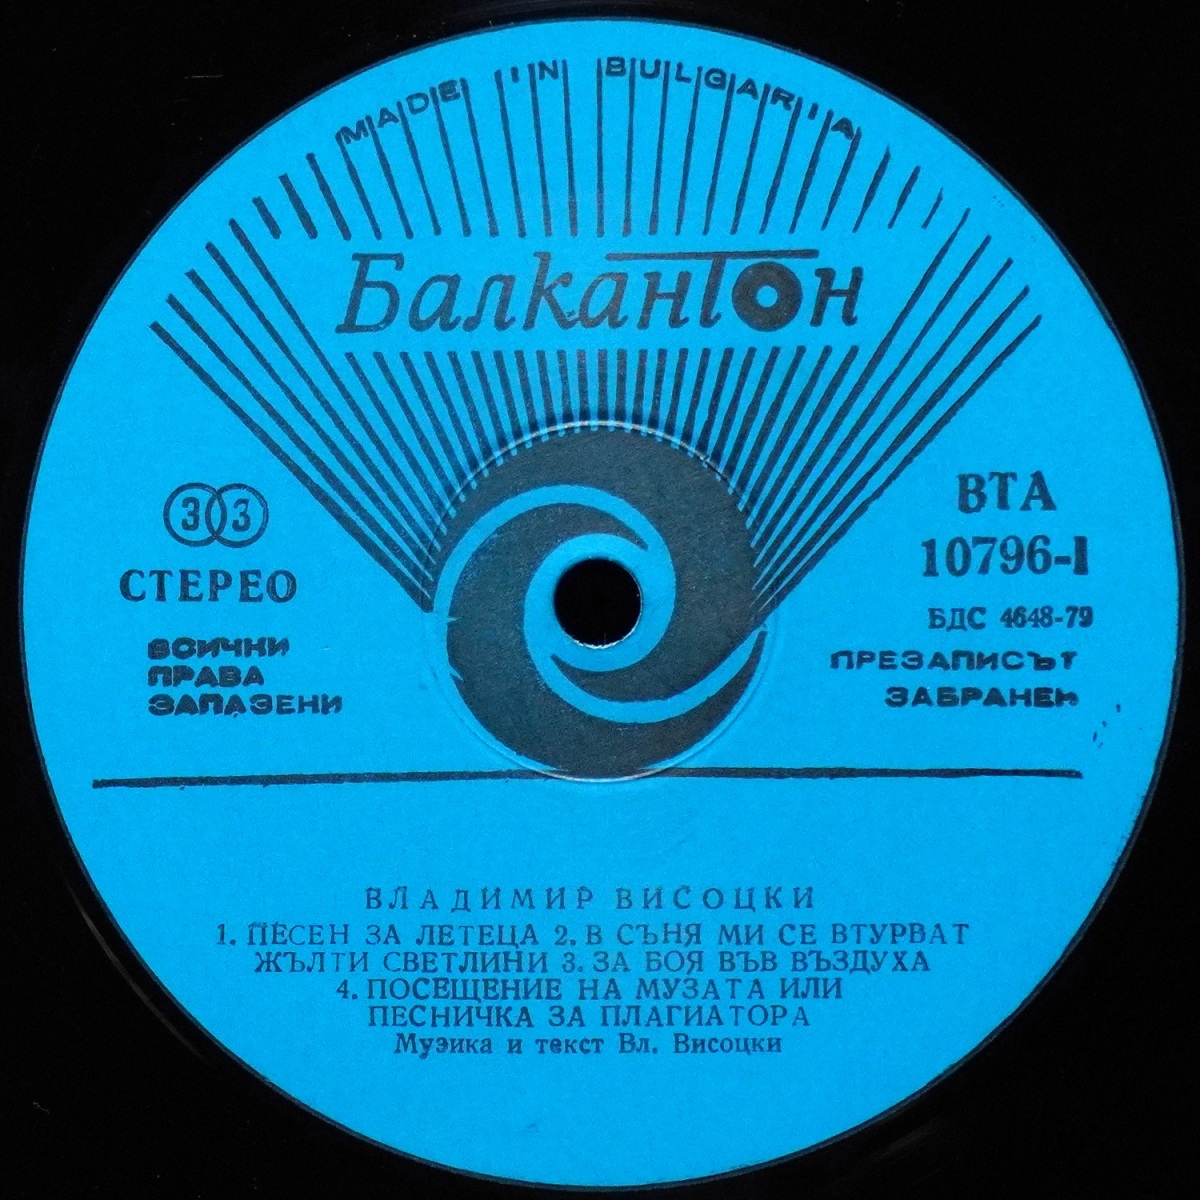 MADE IN BULGARIA
Балкантон
33
СТЕРЕО
ВСИЧКИ
ПРАВА
ЗАПАЗЕНИ
ВТА
10796-I
БДС 4648-79
ПРЕЗАПИСЪТ
ЗАБРАНЕН
ВЛАДИМИР ВИСОЦКИ
1. ПЕСЕН ЗА ЛЕТЕЦА 2. В СЪНЯ МИ СЕ ВТУРВАТ
ЖЪЛТИ СВЕТЛИНИ 3. ЗА БОЯ ВЪВ ВЪЗДУХА
4. ПОСЕЩЕНИЕ НА МУЗАТА ИЛИ
ПЕСНИЧКА ЗА ПЛАГИАТОРА
Музика и текст Вл. Височки